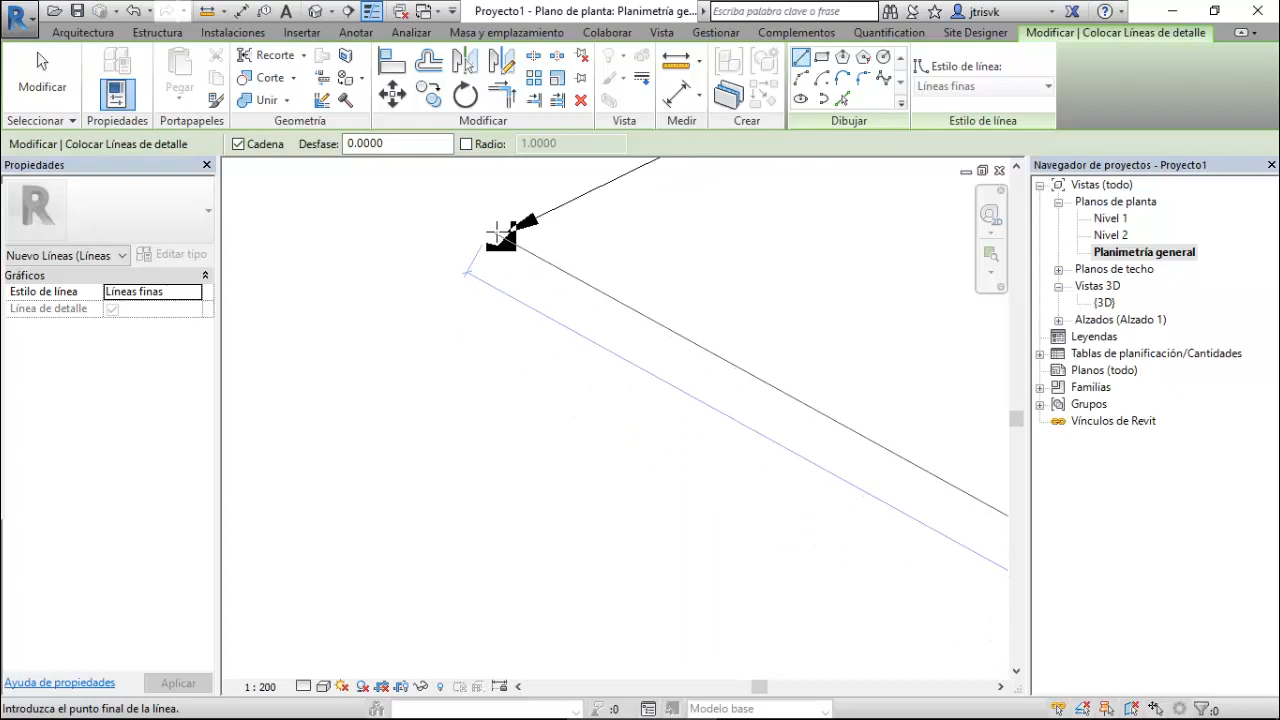 Proyecto1 - Plano de planta: Planimetría ge...
Escriba palabra clave o frase
jtrisvk
Arquitectura
Estructura
Instalaciones
Insertar
Anotar
Analizar
Masa y emplazamiento
Colaborar
Vista
Gestionar
Complementos
Quantification
Site Designer
Modificar | Colocar Líneas de detalle
Modificar
Pegar
Recorte
Corte
Unir
Estilo de línea:
Líneas finas
Seleccionar
Propiedades
Portapapeles
Geometría
Modificar
Vista
Medir
Crear
Dibujar
Estilo de línea
Modificar | Colocar Líneas de detalle
Cadena
Desfase:
0.0000
Radio:
1.0000
Propiedades
R
Nuevo Líneas (Líneas
Editar tipo
Gráficos
Estilo de línea
Líneas finas
Línea de detalle
Ayuda de propiedades
Aplicar
2D
Navegador de proyectos - Proyecto1
Vistas (todo)
Planos de planta
Nivel 1
Nivel 2
Planimetría general
Planos de techo
Vistas 3D
{3D}
Alzados (Alzado 1)
Leyendas
Tablas de planificación/Cantidades
Planos (todo)
Familias
Grupos
Vínculos de Revit
1 : 200
Introduzca el punto final de la línea.
:0
Modelo base
:0